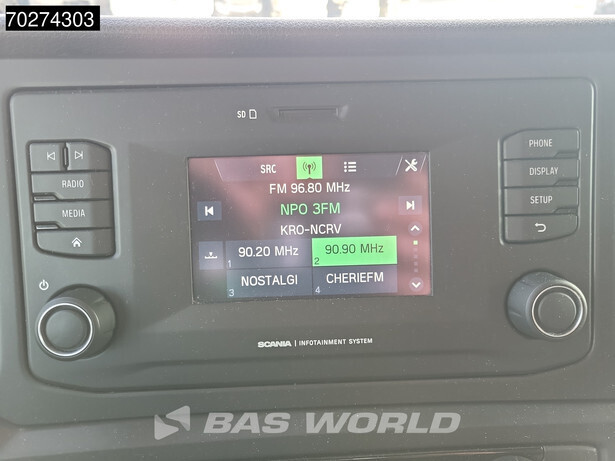 70274303
SD
RADIO
MEDIA
SRC
FM 96.80 MHz
NPO 3FM
KRO-NCRV
90.20 MHz
1
90.90 MHz
2
NOSTALGI
3
CHERIEFM
4
PHONE
DISPLAY
SETUP
SCANIA | INFOTAINMENT SYSTEM
BAS WORLD